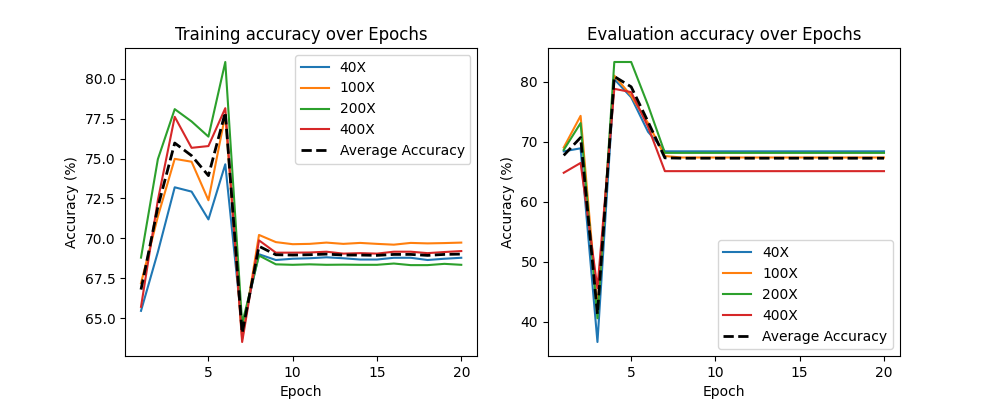 Training accuracy over Epochs
80.0
77.5
75.0
72.5
70.0
67.5
65.0
Accuracy (%)
5
10
15
20
Epoch
40X
100X
200X
400X
Average Accuracy
Evaluation accuracy over Epochs
80
70
60
50
40
Accuracy (%)
5
10
15
20
Epoch
40X
100X
200X
400X
Average Accuracy